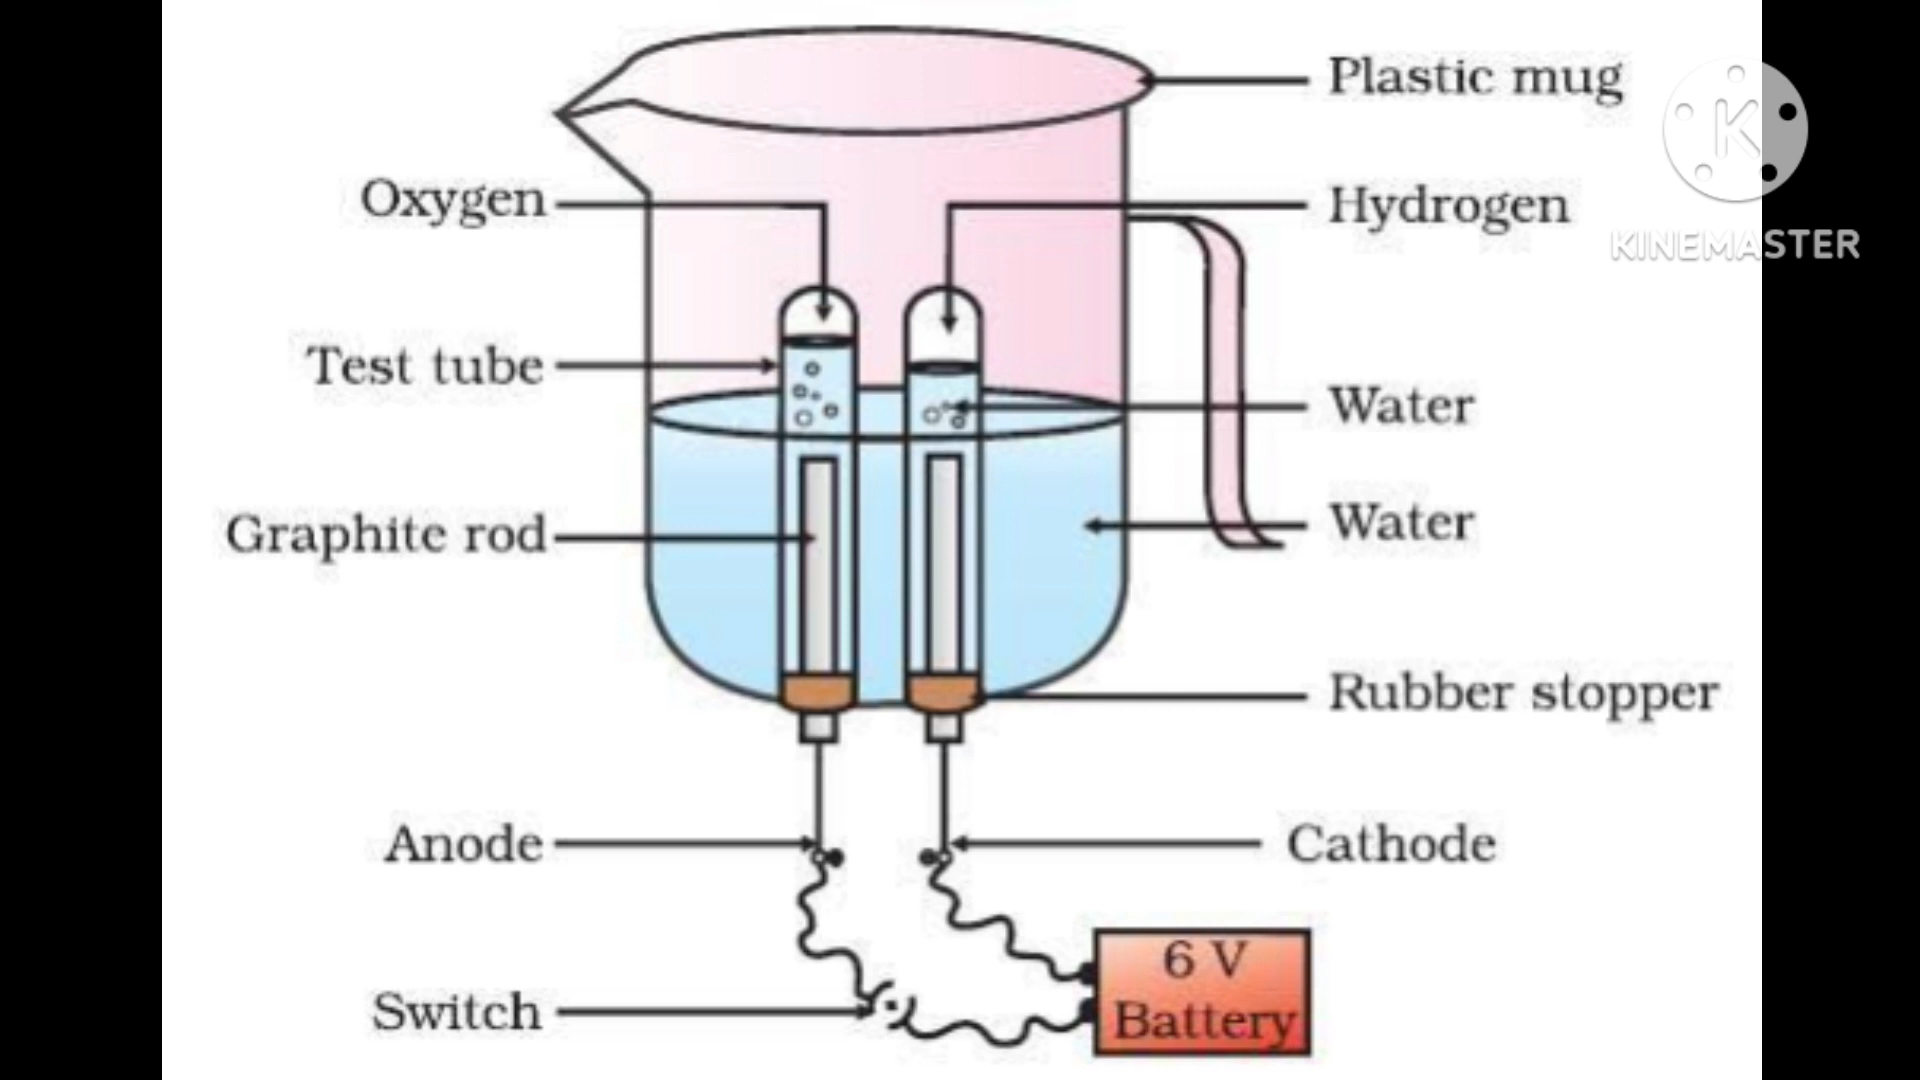 Plastic mug
K
KINEMASTER
Oxygen
Hydrogen
Test tube
Water
Graphite rod
Water
Rubber stopper
Anode
Cathode
6 V
Battery
Switch